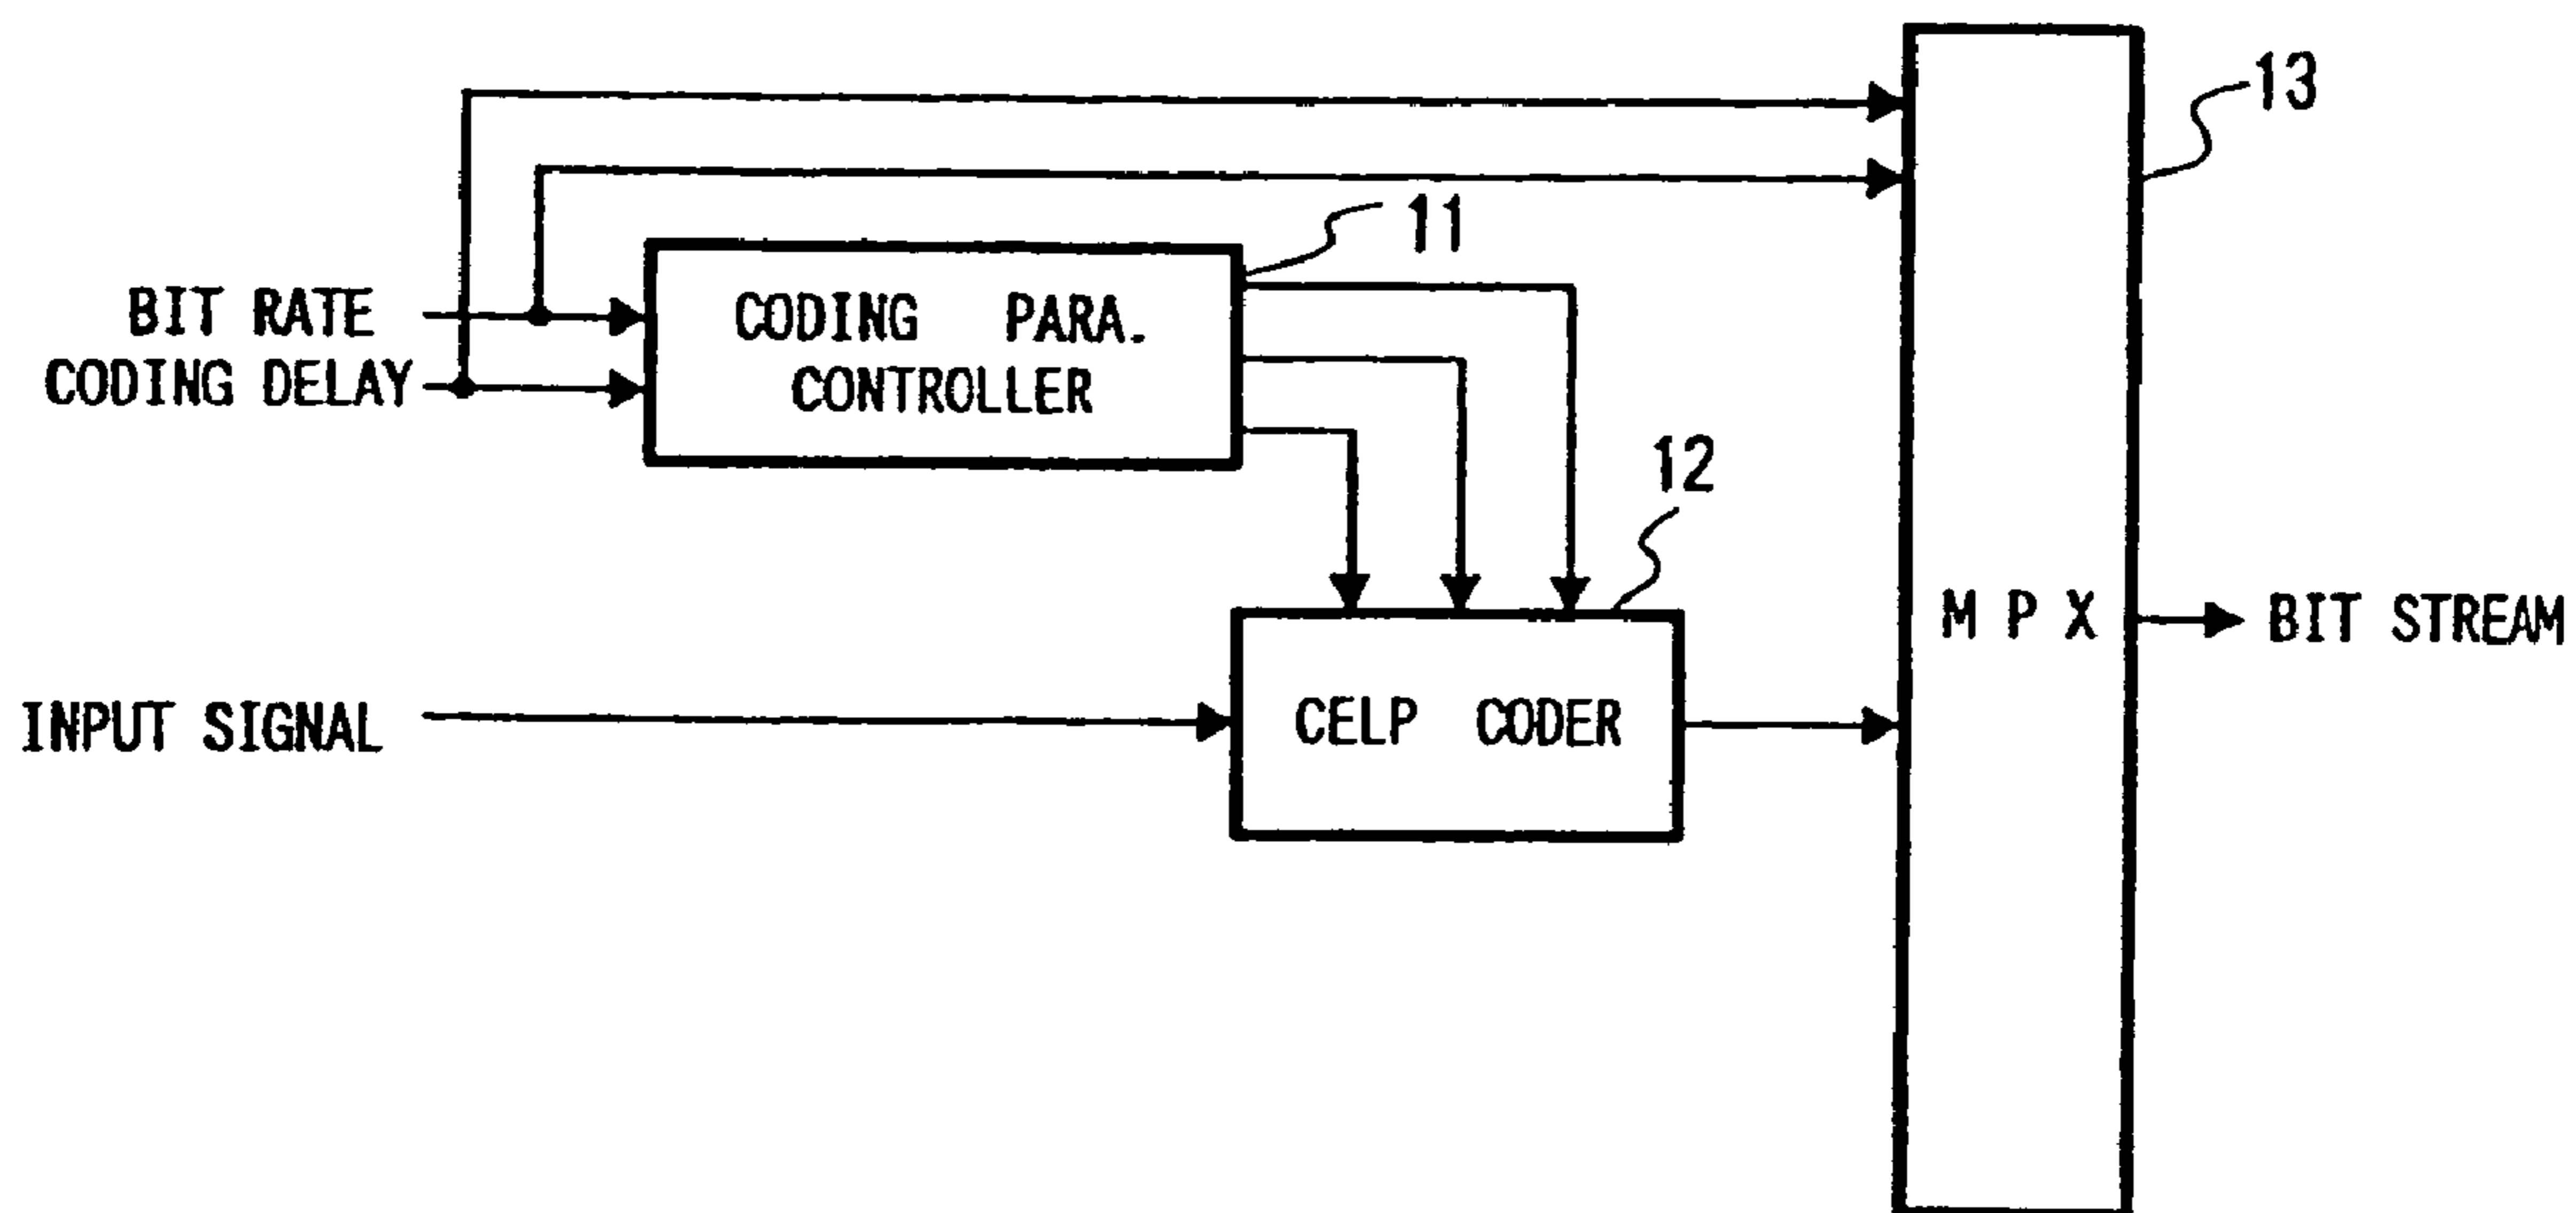 13
11
BIT RATE
CODING PARA.
CODING DELAY
CONTROLLER
12
M P X
BIT STREAM
INPUT SIGNAL
CELP CODER